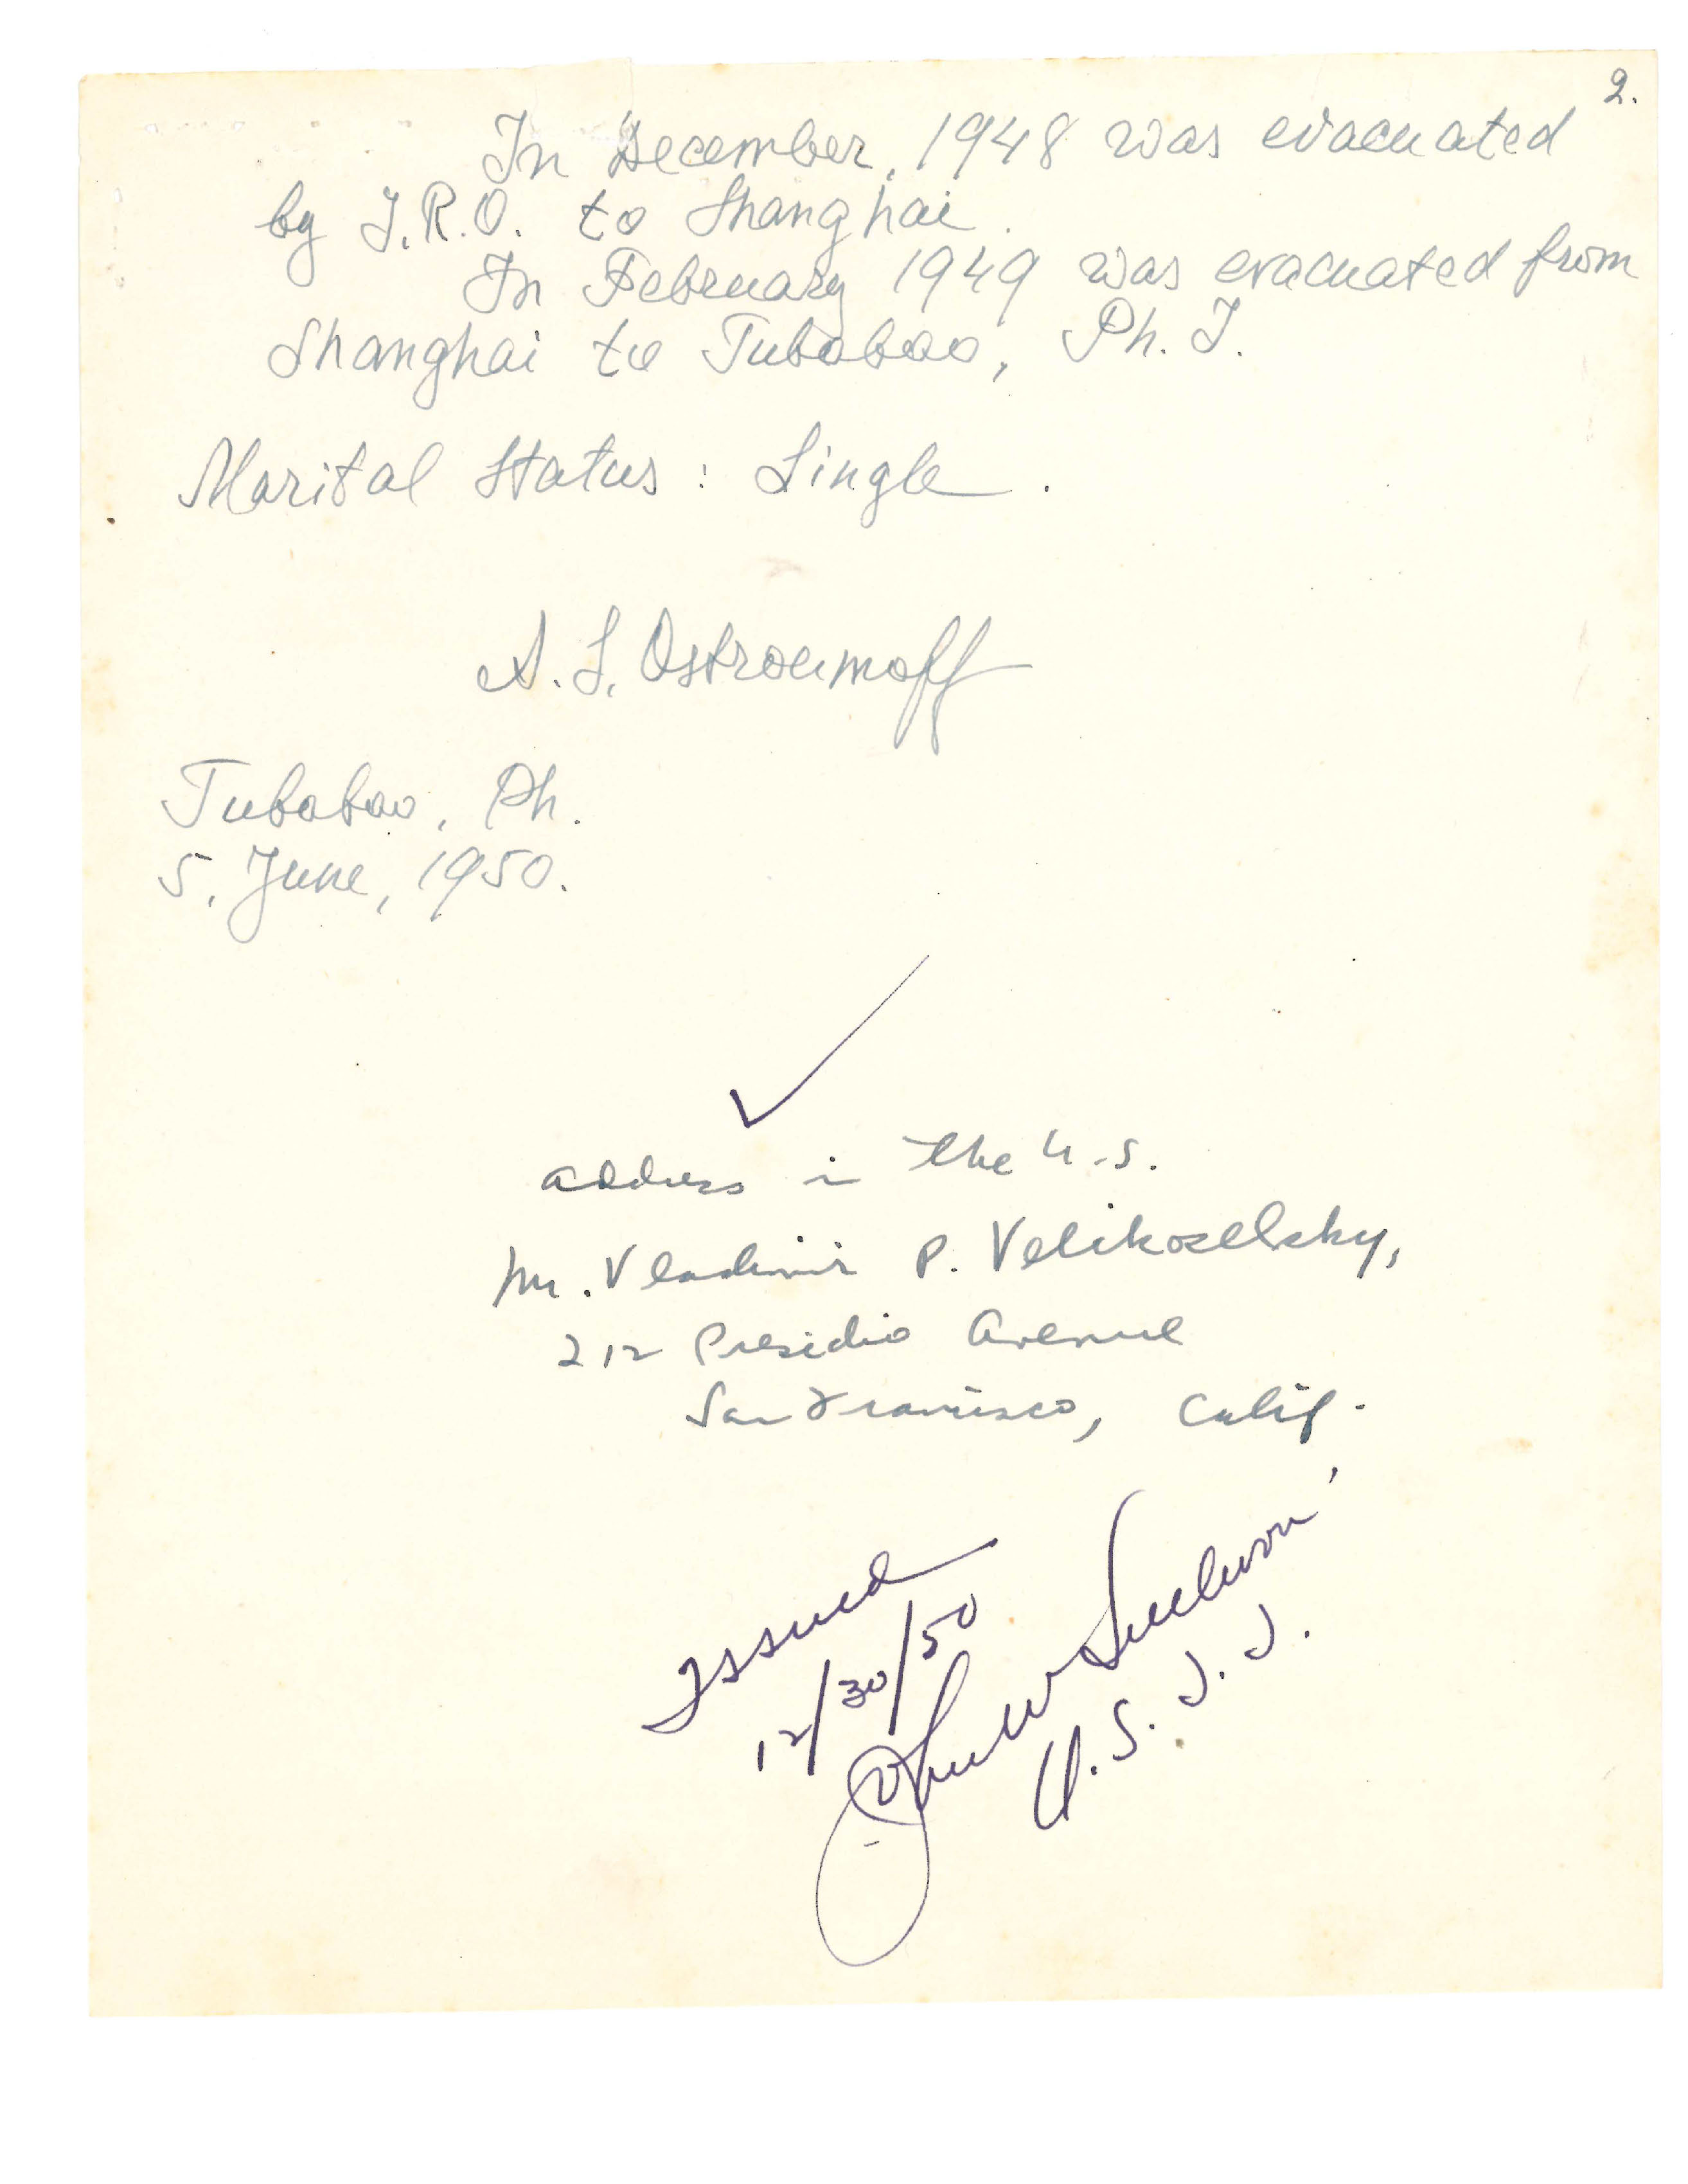 2.
In December, 1948 was evacuated
by I.R.O. to Shanghai.
In February 1949 was evacuated from
Shanghai to Tubabao, Ph. I.
Marital Status : Single.
A. S. Ostroumoff
Tubabao, Ph.
5, June, 1950.
address in the U.S.
Mr. Vladimir P. Velikoselsky,
212 Presidio Avenue
San Francisco, Calif.
Issued
12/30/50
John W
U.S.